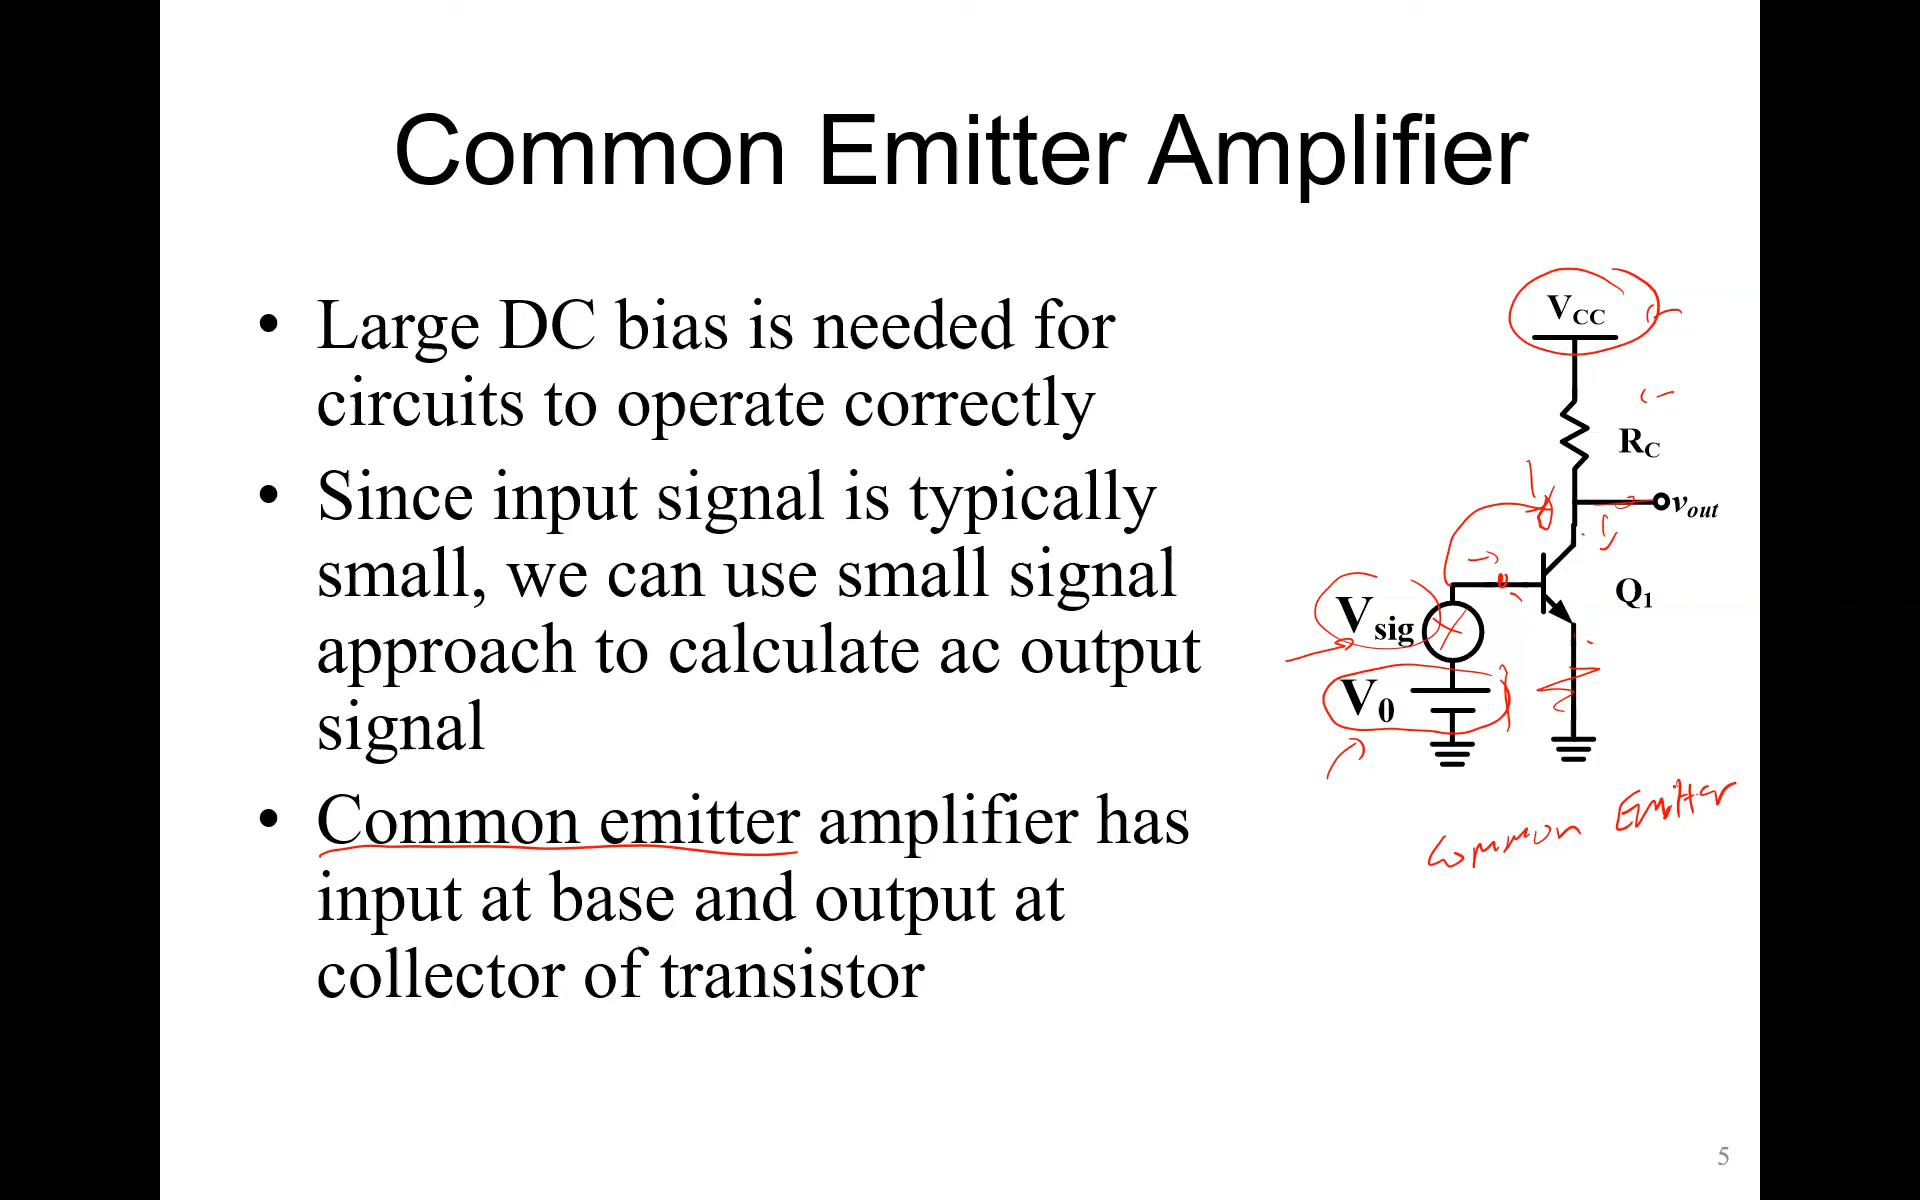 Common Emitter Amplifier
• Large DC bias is needed for
circuits to operate correctly
• Since input signal is typically
small, we can use small signal
approach to calculate ac output
signal
• Common emitter amplifier has
input at base and output at
collector of transistor
VCC
RC
vout
Q1
Vsig
V0
Common Emitter
5